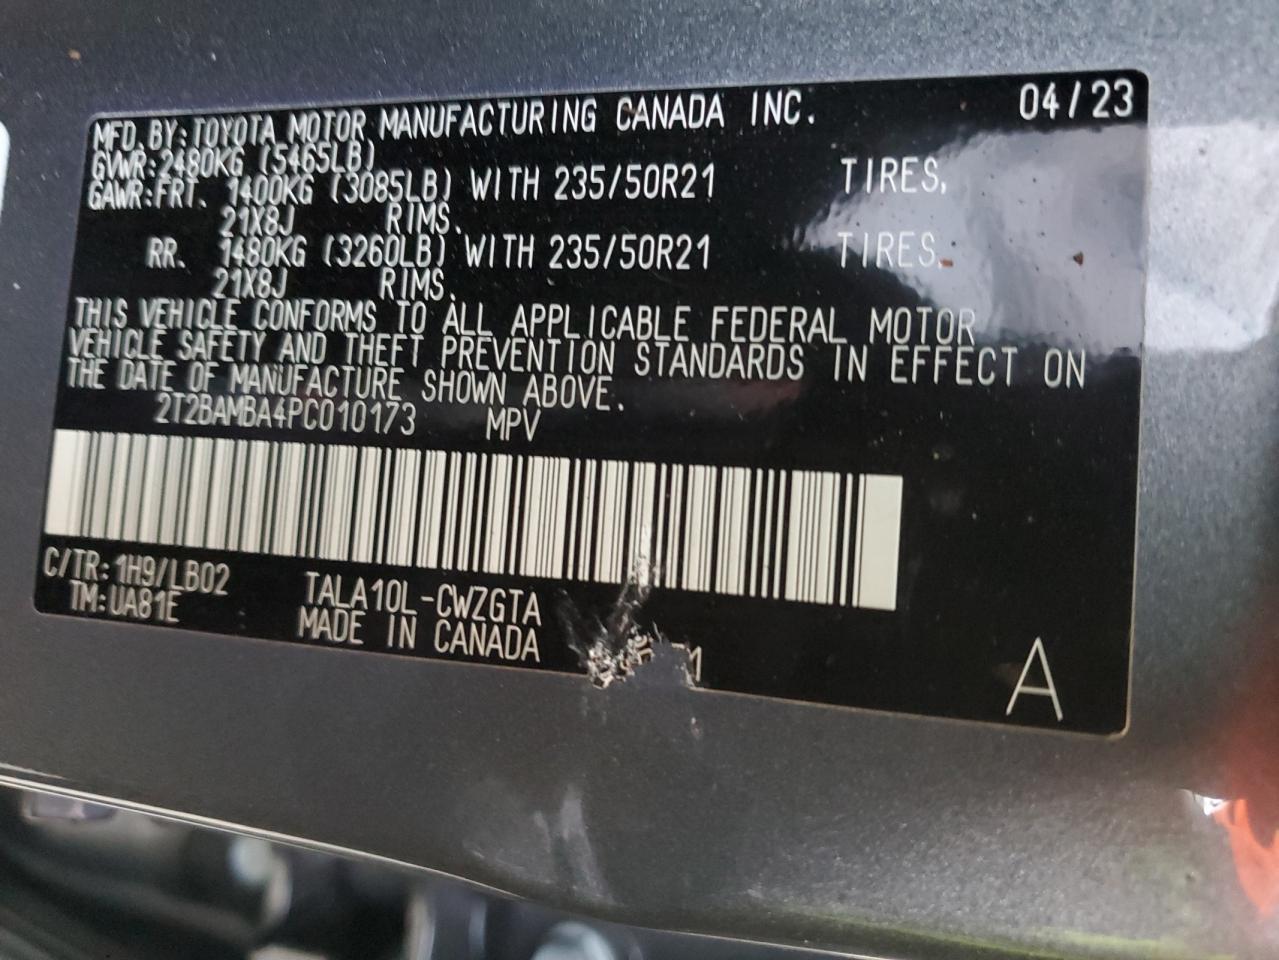 MFD.BY:TOYOTA MOTOR MANUFACTURING CANADA INC. 04/23
GVWR:2480KG (5465LB)
GAWR:FRT. 1400KG (3085LB) WITH 235/50R21 TIRES,
21X8J RIMS.
RR. 1480KG (3260LB) WITH 235/50R21 TIRES,
21X8J RIMS.
THIS VEHICLE CONFORMS TO ALL APPLICABLE FEDERAL MOTOR
VEHICLE SAFETY AND THEFT PREVENTION STANDARDS IN EFFECT ON
THE DATE OF MANUFACTURE SHOWN ABOVE.
2T2BAMBA4PC010173 MPV
C/TR:1H9/LB02 TALA10L-CWZGTA
TM:UA81E MADE IN CANADA
A